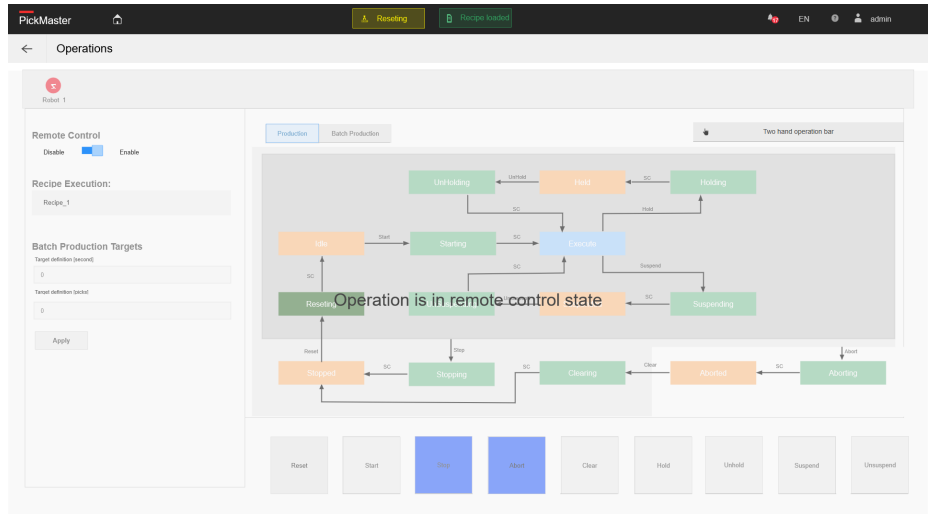 PickMaster
Reseting
Recipe loaded
EN
admin
Operations
Robot 1
Remote Control
Disable
Enable
Recipe Execution:
Recipe_1
Batch Production Targets
Target definition (second)
0
Target definition (picks)
0
Apply
Production
Batch Production
Two hand operation bar
UnHolding
UnHold
Held
SC
Holding
SC
Hold
Idle
Start
Starting
SC
Execute
SC
SC
Suspend
Reseting
Operation is in remote control state
SC
Suspending
Reset
Stop
Abort
Stopped
SC
Stopping
SC
Clearing
Clear
Aborted
SC
Aborting
Reset
Start
Stop
Abort
Clear
Hold
Unhold
Suspend
Unsuspend